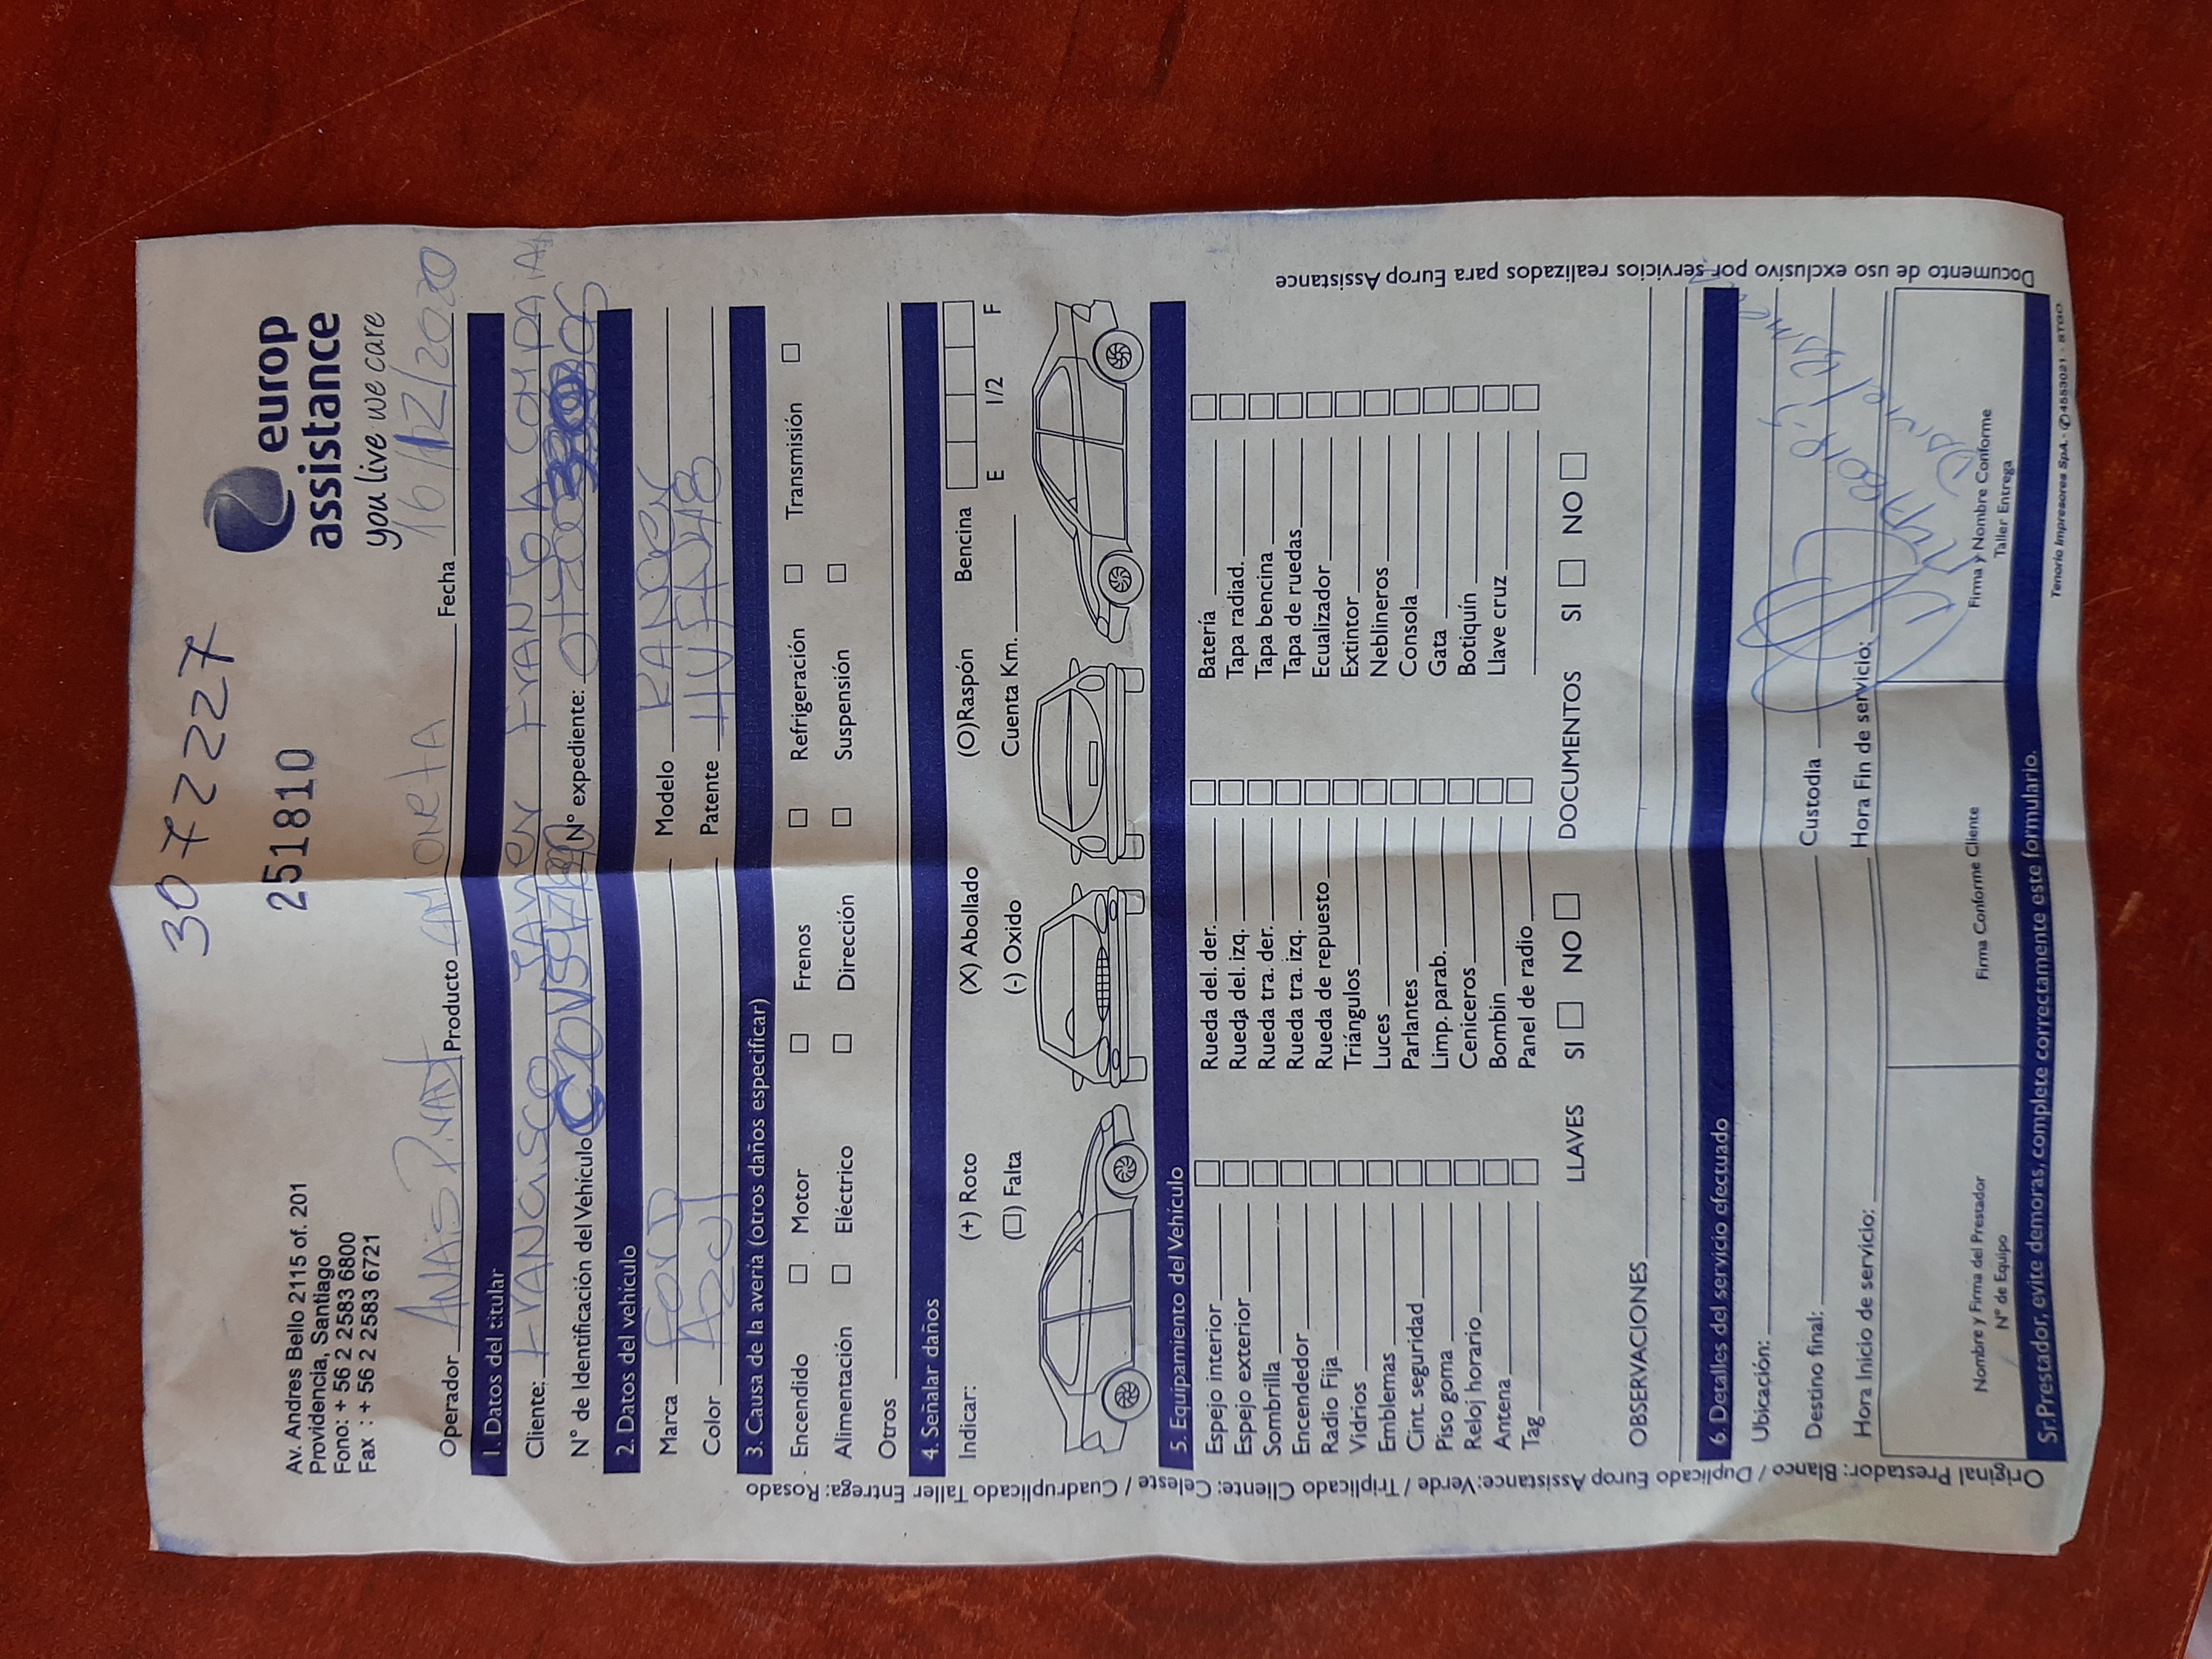 307227
251810
europ
assistance
you live we care
Av. Andres Bello 2115 of. 201
Providencia, Santiago
Fono: + 56 2 2583 6800
Fax : + 56 2 2583 6721
Operador ANAIS Producto CAMIONETA Fecha 16/12/2020
1. Datos del titular
Cliente: FRANCISCO JAVIER
N° de Identificación del Vehículo N° expediente:
2. Datos del vehículo
Marca FORD Modelo RANGER
Color AZUL Patente
3. Causa de la avería (otros daños especificar)
Encendido Motor Frenos Refrigeración Transmisión
Alimentación Eléctrico Dirección Suspensión
Otros
4. Señalar daños
Indicar: (+) Roto (X) Abollado (O)Raspón Bencina
(□) Falta (-) Oxido Cuenta Km. E 1/2 F
5. Equipamiento del Vehículo
Espejo interior Rueda del. der. Batería
Espejo exterior Rueda del. izq. Tapa radiad.
Sombrilla Rueda tra. der. Tapa bencina
Encendedor Rueda tra. izq. Tapa de ruedas
Radio Fija Rueda de repuesto Ecualizador
Vidrios Triángulos Extintor
Emblemas Luces Neblineros
Cint. seguridad Parlantes Consola
Piso goma Limp. parab. Gata
Reloj horario Ceniceros Botiquín
Antena Bombin Llave cruz
Tag Panel de radio
LLAVES SI NO DOCUMENTOS SI NO
OBSERVACIONES
6. Detalles del servicio efectuado
Ubicación:
Destino final: Custodia
Hora Inicio de servicio: Hora Fin de servicio:
Nombre y Firma del Prestador
N° de Equipo
Firma Conforme Cliente
Firma y Nombre Conforme
Taller Entrega
Sr. Prestador, evite demoras, complete correctamente este formulario.
Tenorio Impresores SpA. - ✆ 4553021 - STGO
Original Prestador: Blanco / Duplicado Europ Assistance: Verde / Triplicado Cliente: Celeste / Cuadruplicado Taller Entrega: Rosado
Documento de uso exclusivo por servicios realizados para Europ Assistance